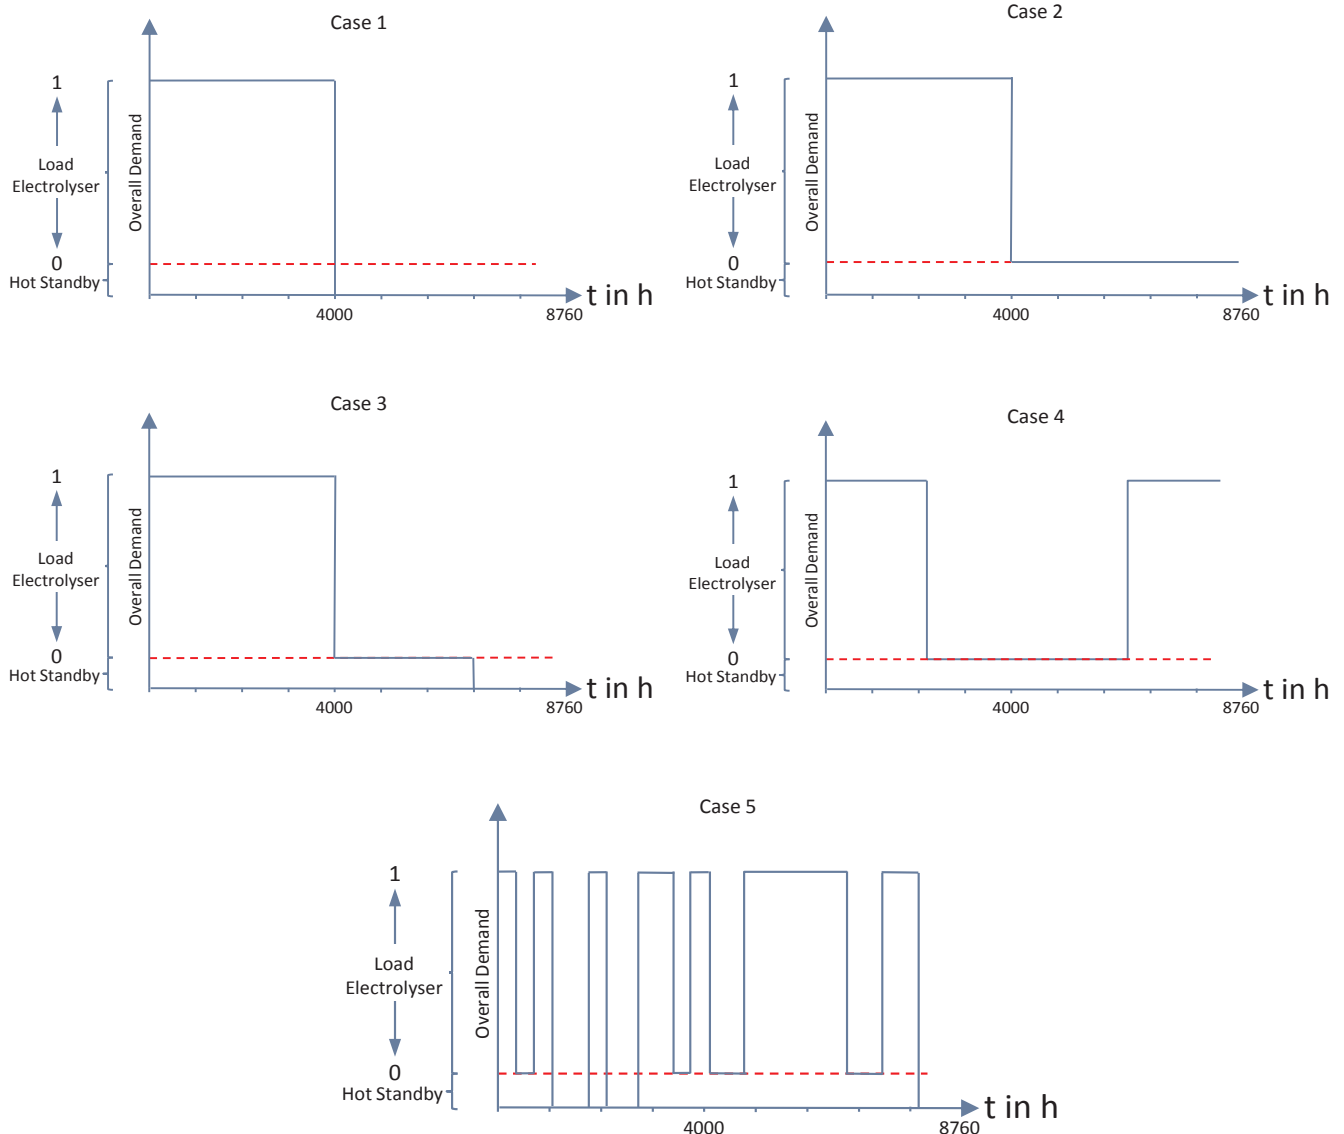 Case 1
1
Load
Electrolyser
0
Hot Standby
Overall Demand
4000
8760
t in h
Case 2
1
Load
Electrolyser
0
Hot Standby
Overall Demand
4000
8760
t in h
Case 3
1
Load
Electrolyser
0
Hot Standby
Overall Demand
4000
8760
t in h
Case 4
1
Load
Electrolyser
0
Hot Standby
Overall Demand
4000
8760
t in h
Case 5
1
Load
Electrolyser
0
Hot Standby
Overall Demand
4000
8760
t in h